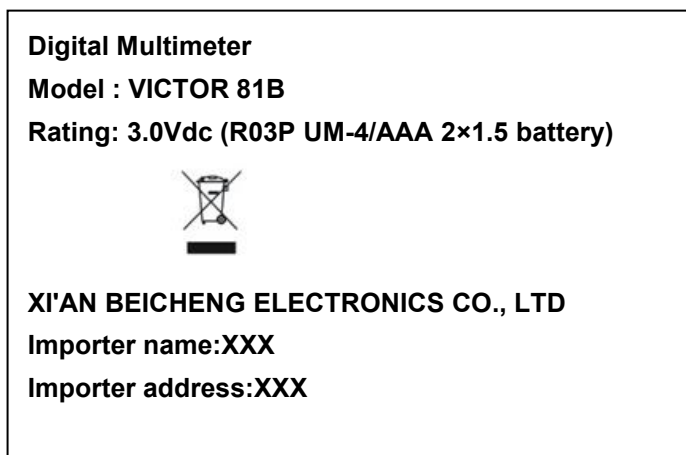 Digital Multimeter
Model : VICTOR 81B
Rating: 3.0Vdc (R03P UM-4/AAA 2×1.5 battery)
XI'AN BEICHENG ELECTRONICS CO., LTD
Importer name:XXX
Importer address:XXX